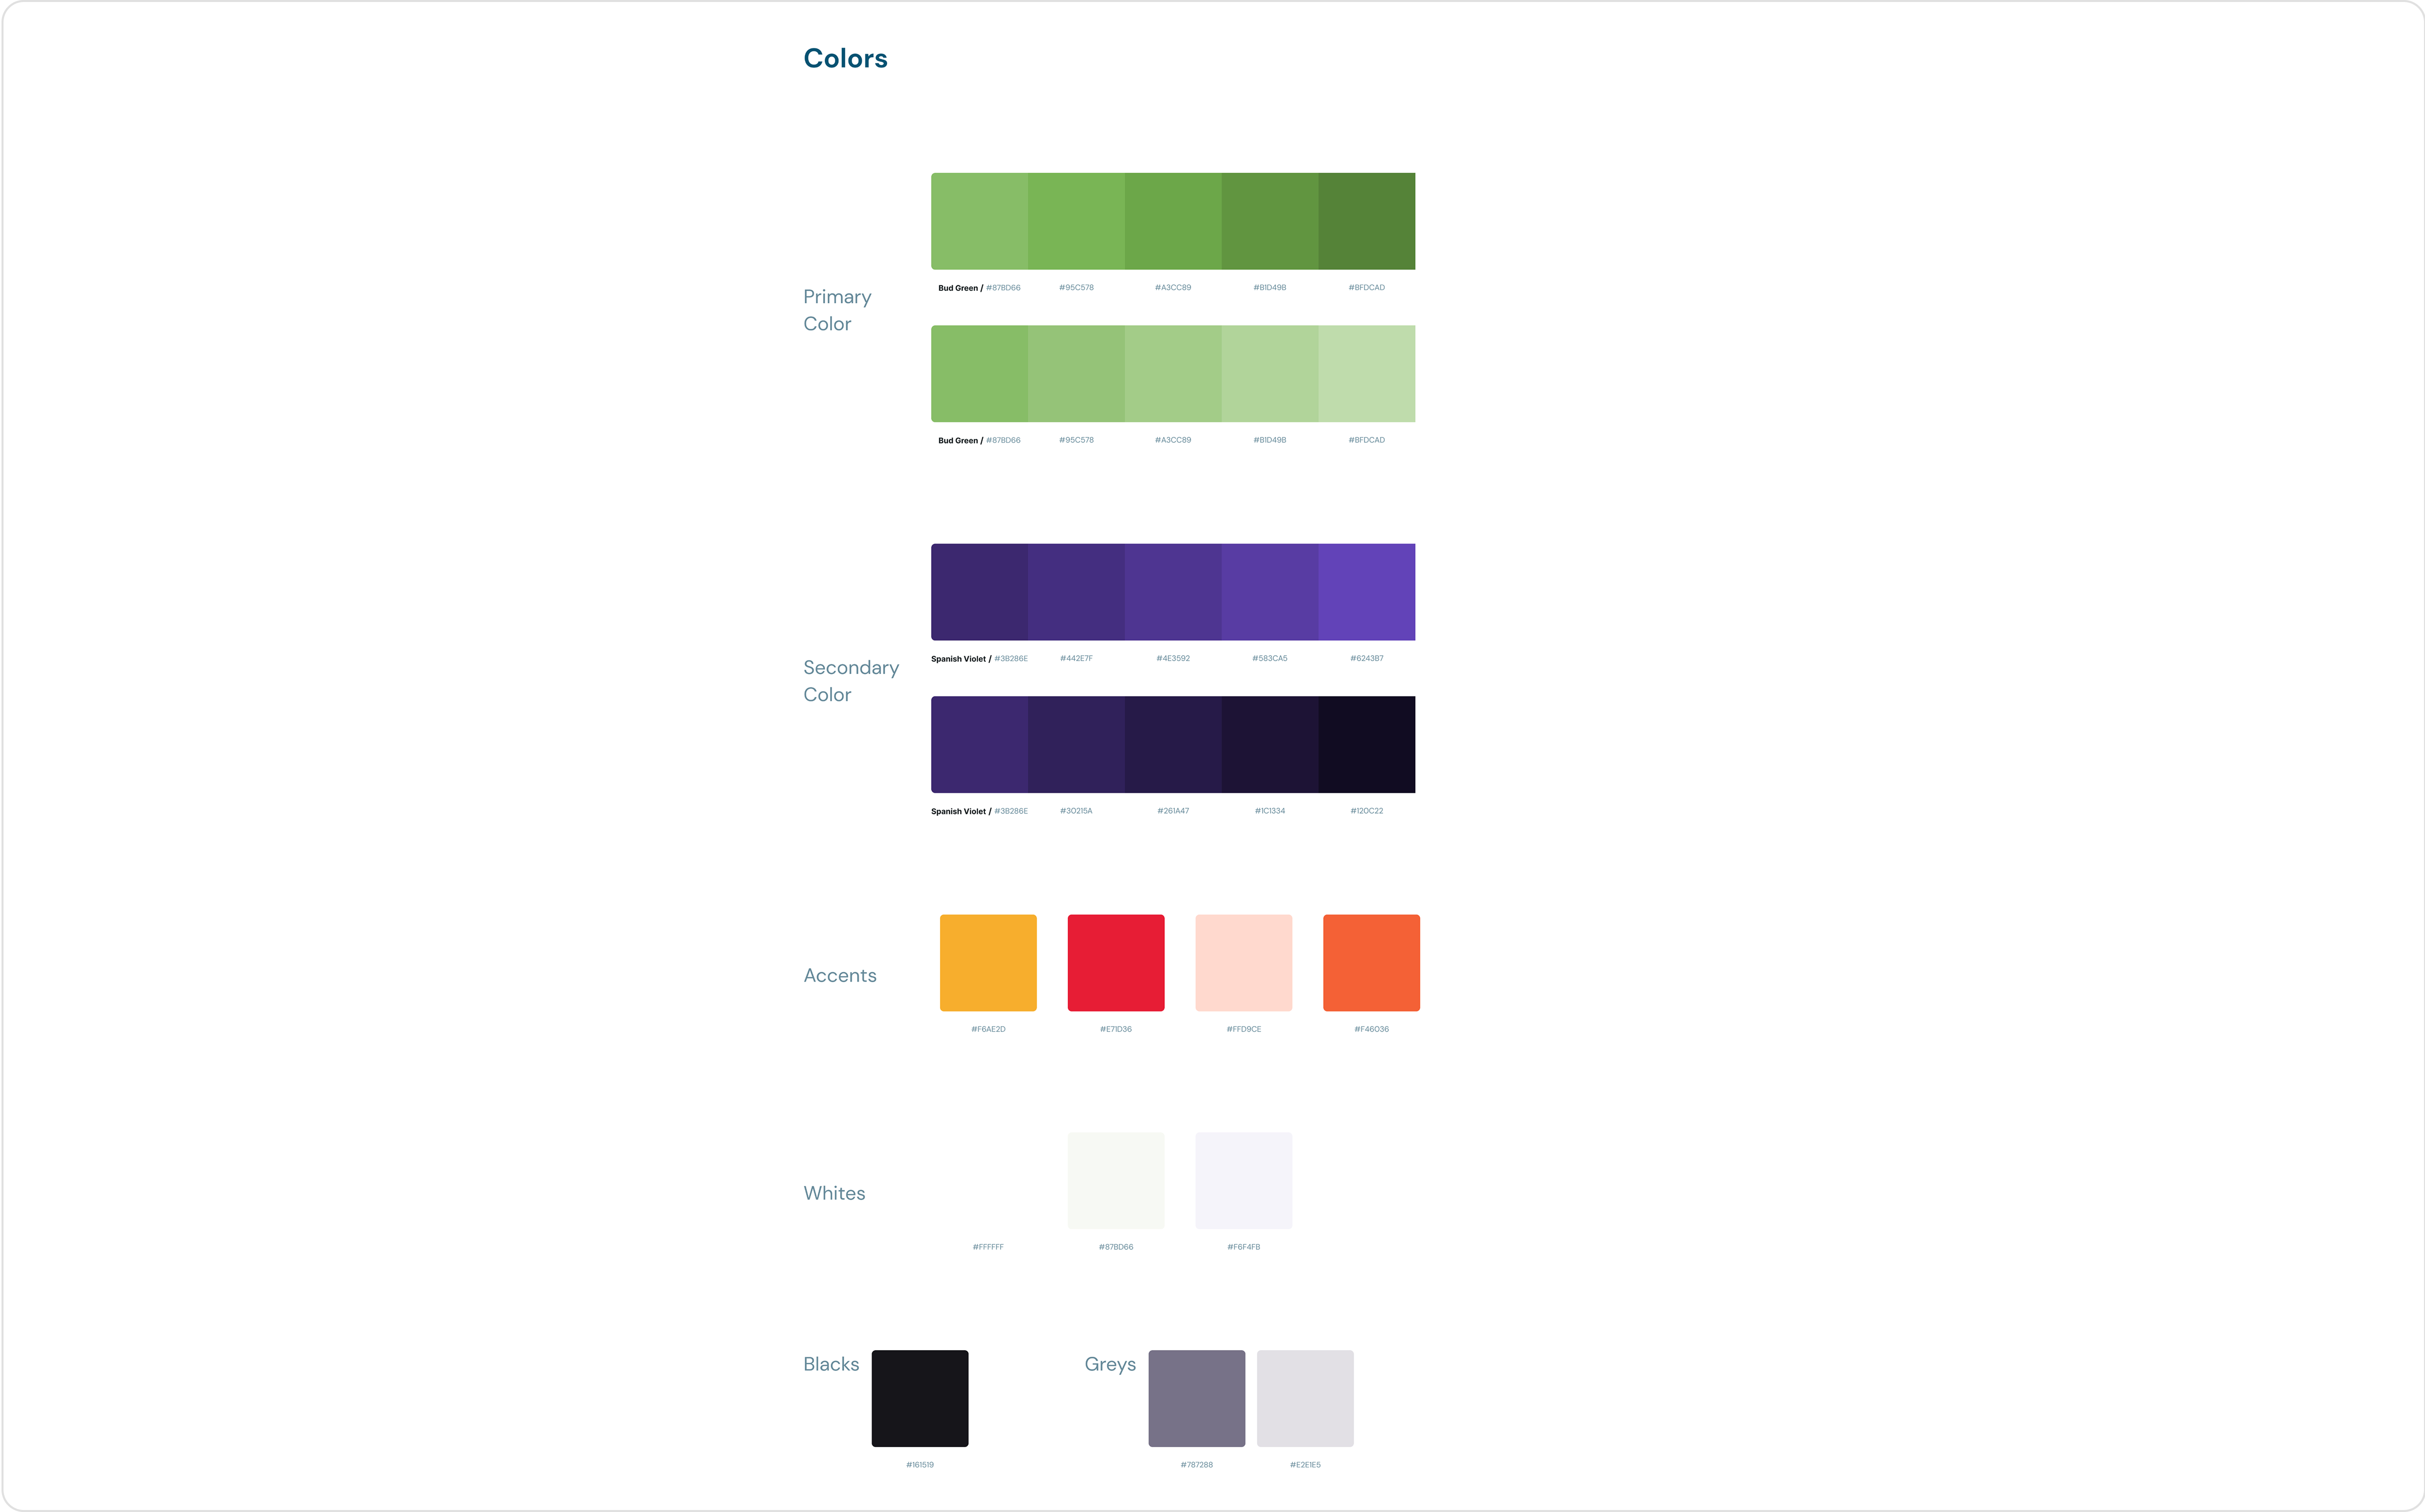 Colors
Bud Green / #87BD66 #95C578 #A3CC89 #B1D49B #BFDCAD
Primary
Color
Bud Green / #87BD66 #95C578 #A3CC89 #B1D49B #BFDCAD
Spanish Violet / #3B286E #442E7F #4E3592 #583CA5 #6243B7
Secondary
Color
Spanish Violet / #3B286E #30215A #261A47 #1C1334 #120C22
Accents
#F6AE2D #E71D36 #FFD9CE #F46036
Whites
#FFFFFF #87BD66 #F6F4FB
Blacks
#161519
Greys
#787288 #E2E1E5